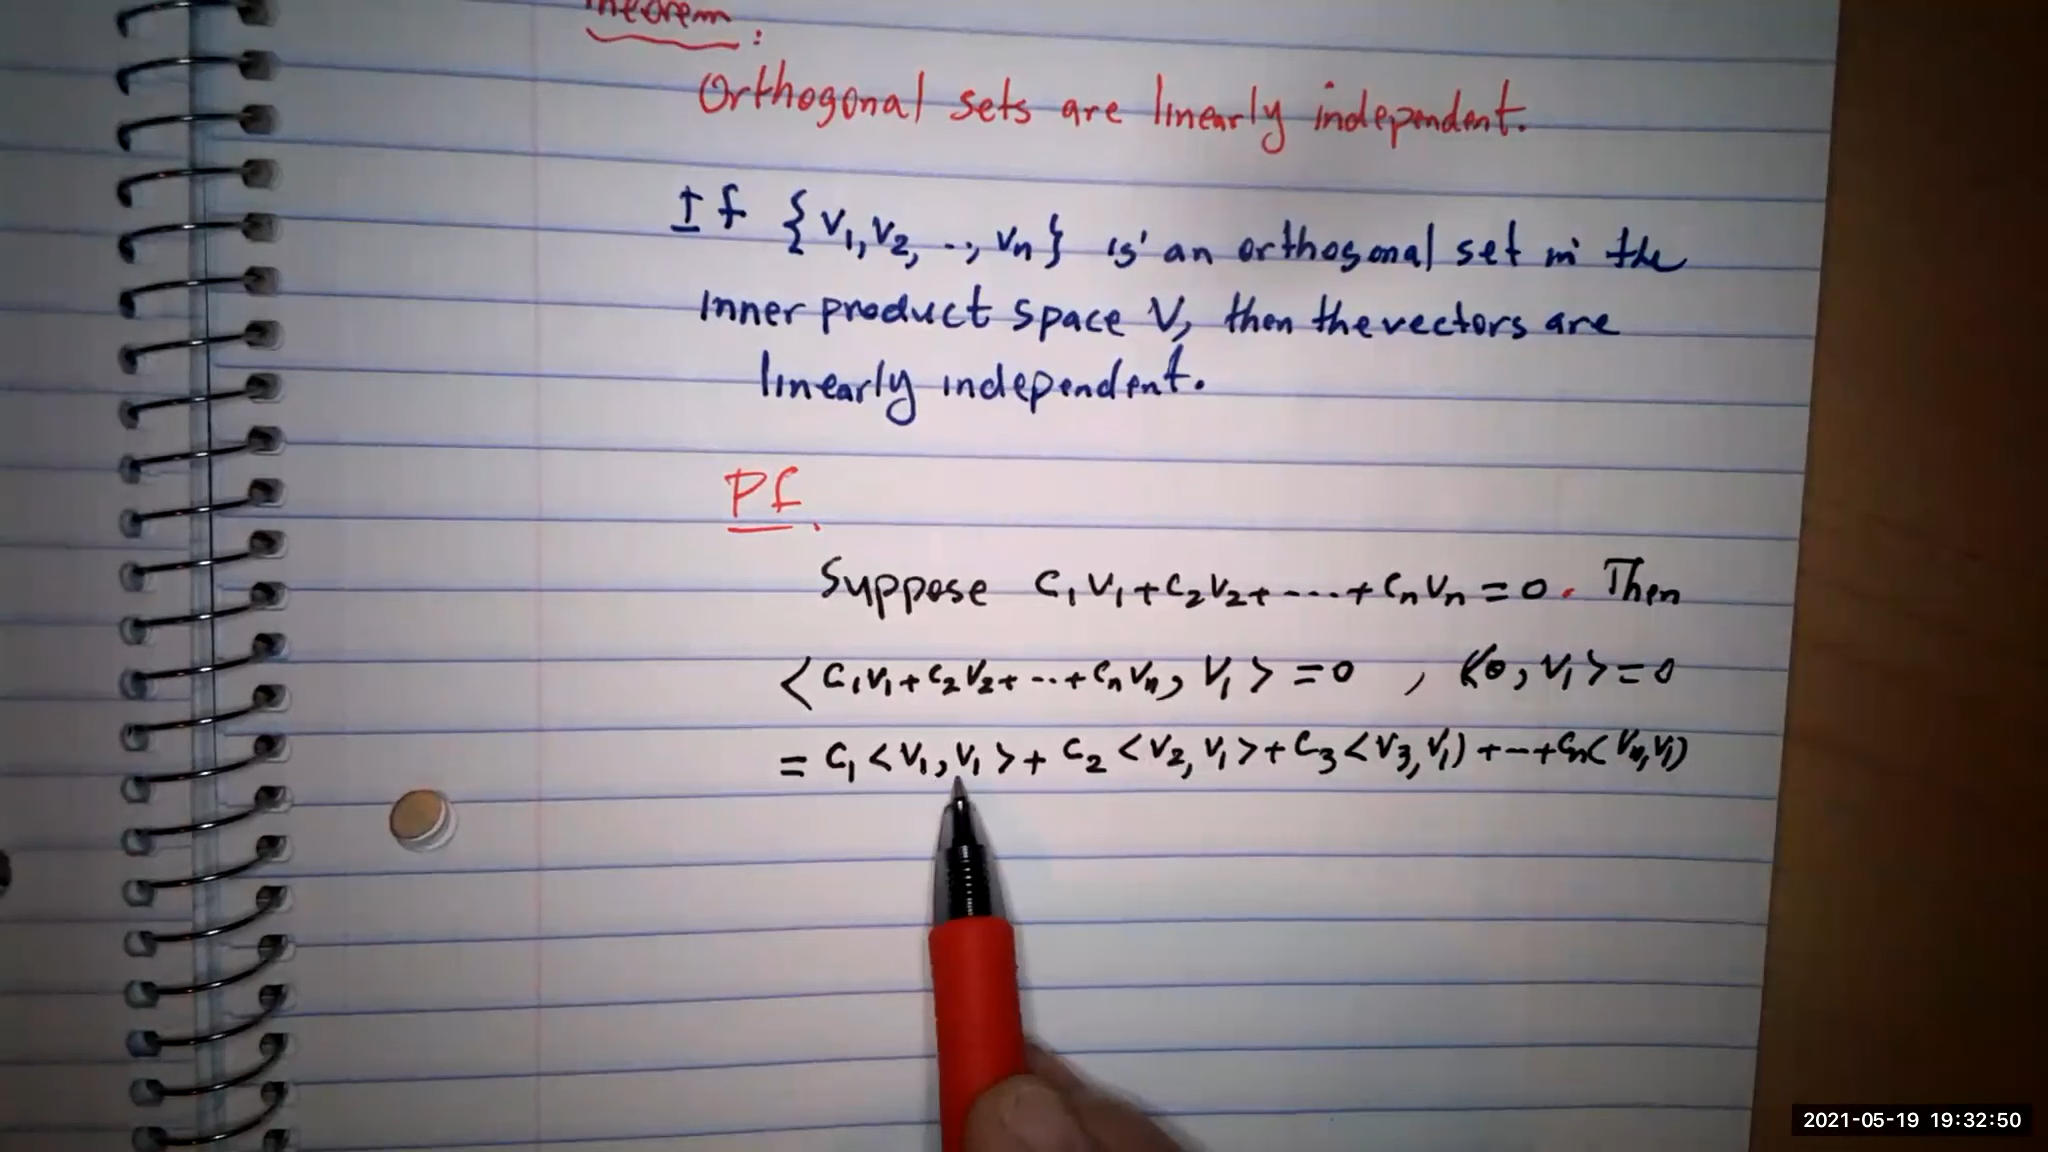 Theorem:
Orthogonal sets are linearly independent.
If {v₁, v₂, .., vₙ} is an orthogonal set in the
inner product space V, then the vectors are
linearly independent.
Pf.
Suppose c₁v₁+c₂v₂+----+cₙvₙ=0. Then
<c₁v₁+c₂v₂+--+cₙvₙ, v₁>=0 , <0, v₁>=0
= c₁<v₁,v₁>+c₂<v₂,v₁>+c₃<v₃,v₁)+--+cₙ(vₙ,v₁)
2021-05-19 19:32:50